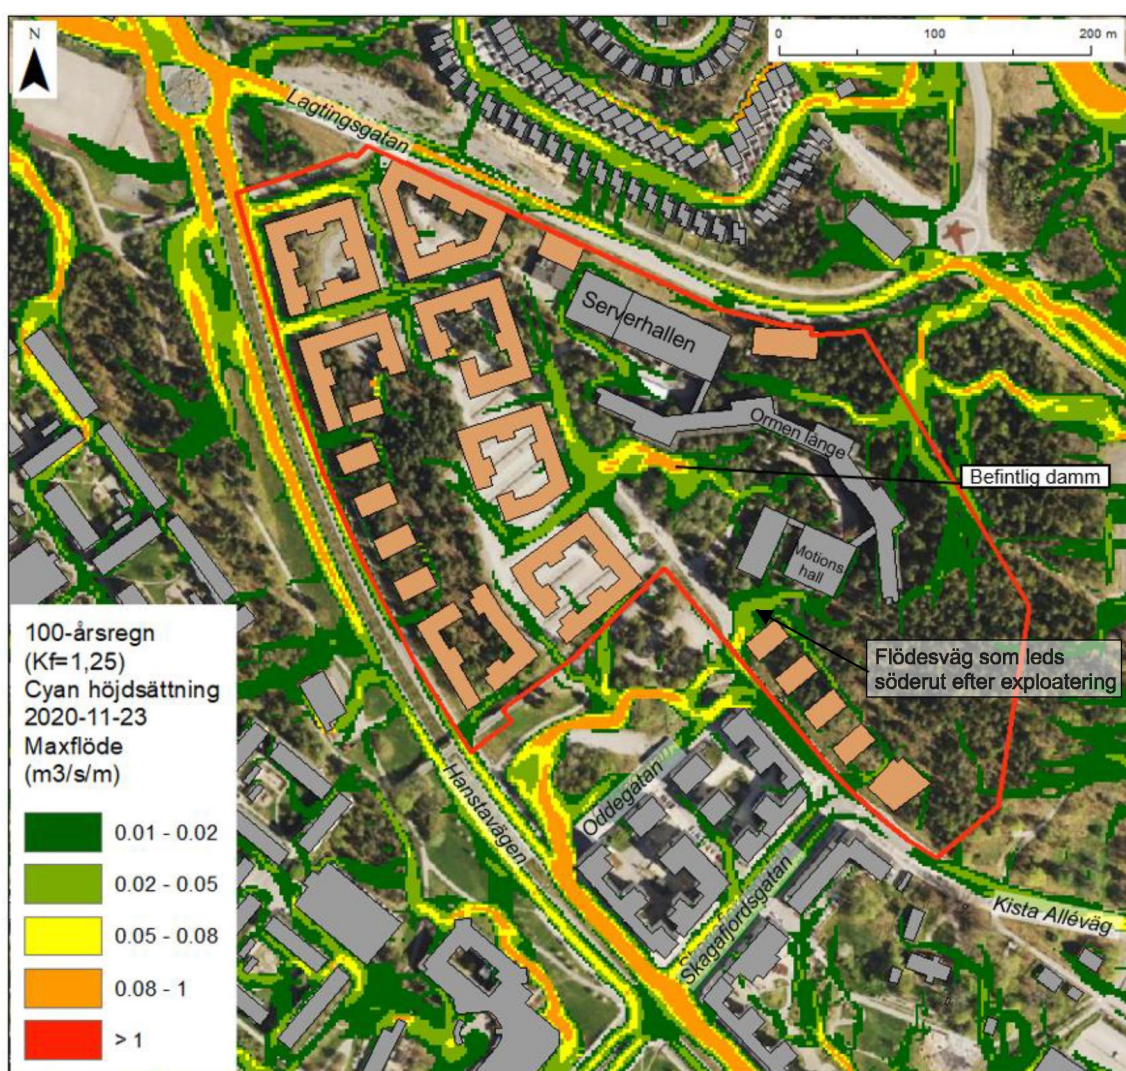 N
0 100 200 m
Lagtingsgatan
Serverhallen
Ormen länge
Befintlig damm
Motions
hall
Flödesväg som leds
söderut efter exploatering
100-årsregn
(Kf=1,25)
Cyan höjdsättning
2020-11-23
Maxflöde
(m3/s/m)
0.01 - 0.02
0.02 - 0.05
0.05 - 0.08
0.08 - 1
> 1
Hanstavägen
Oddegatan
Skagafjordsgatan
Kista Alléväg